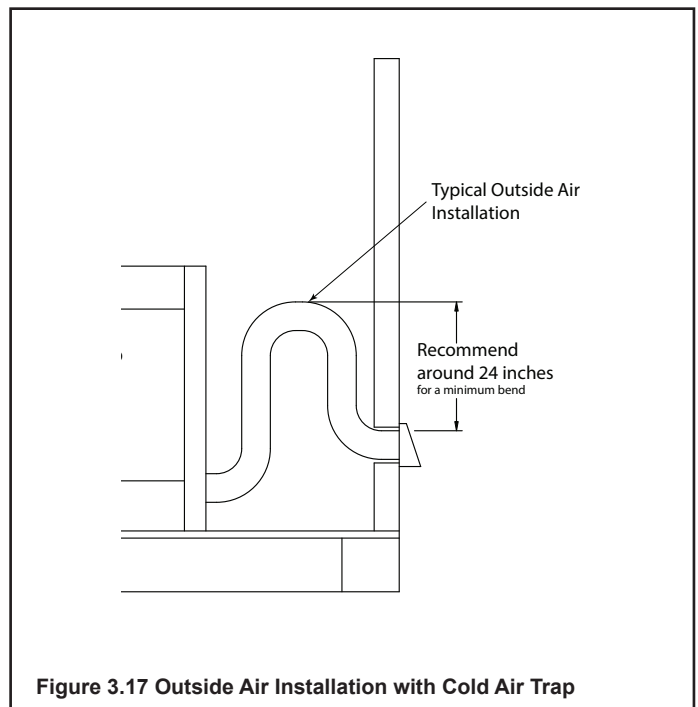 Typical Outside Air
Installation
Recommend
around 24 inches
for a minimum bend
Figure 3.17 Outside Air Installation with Cold Air Trap